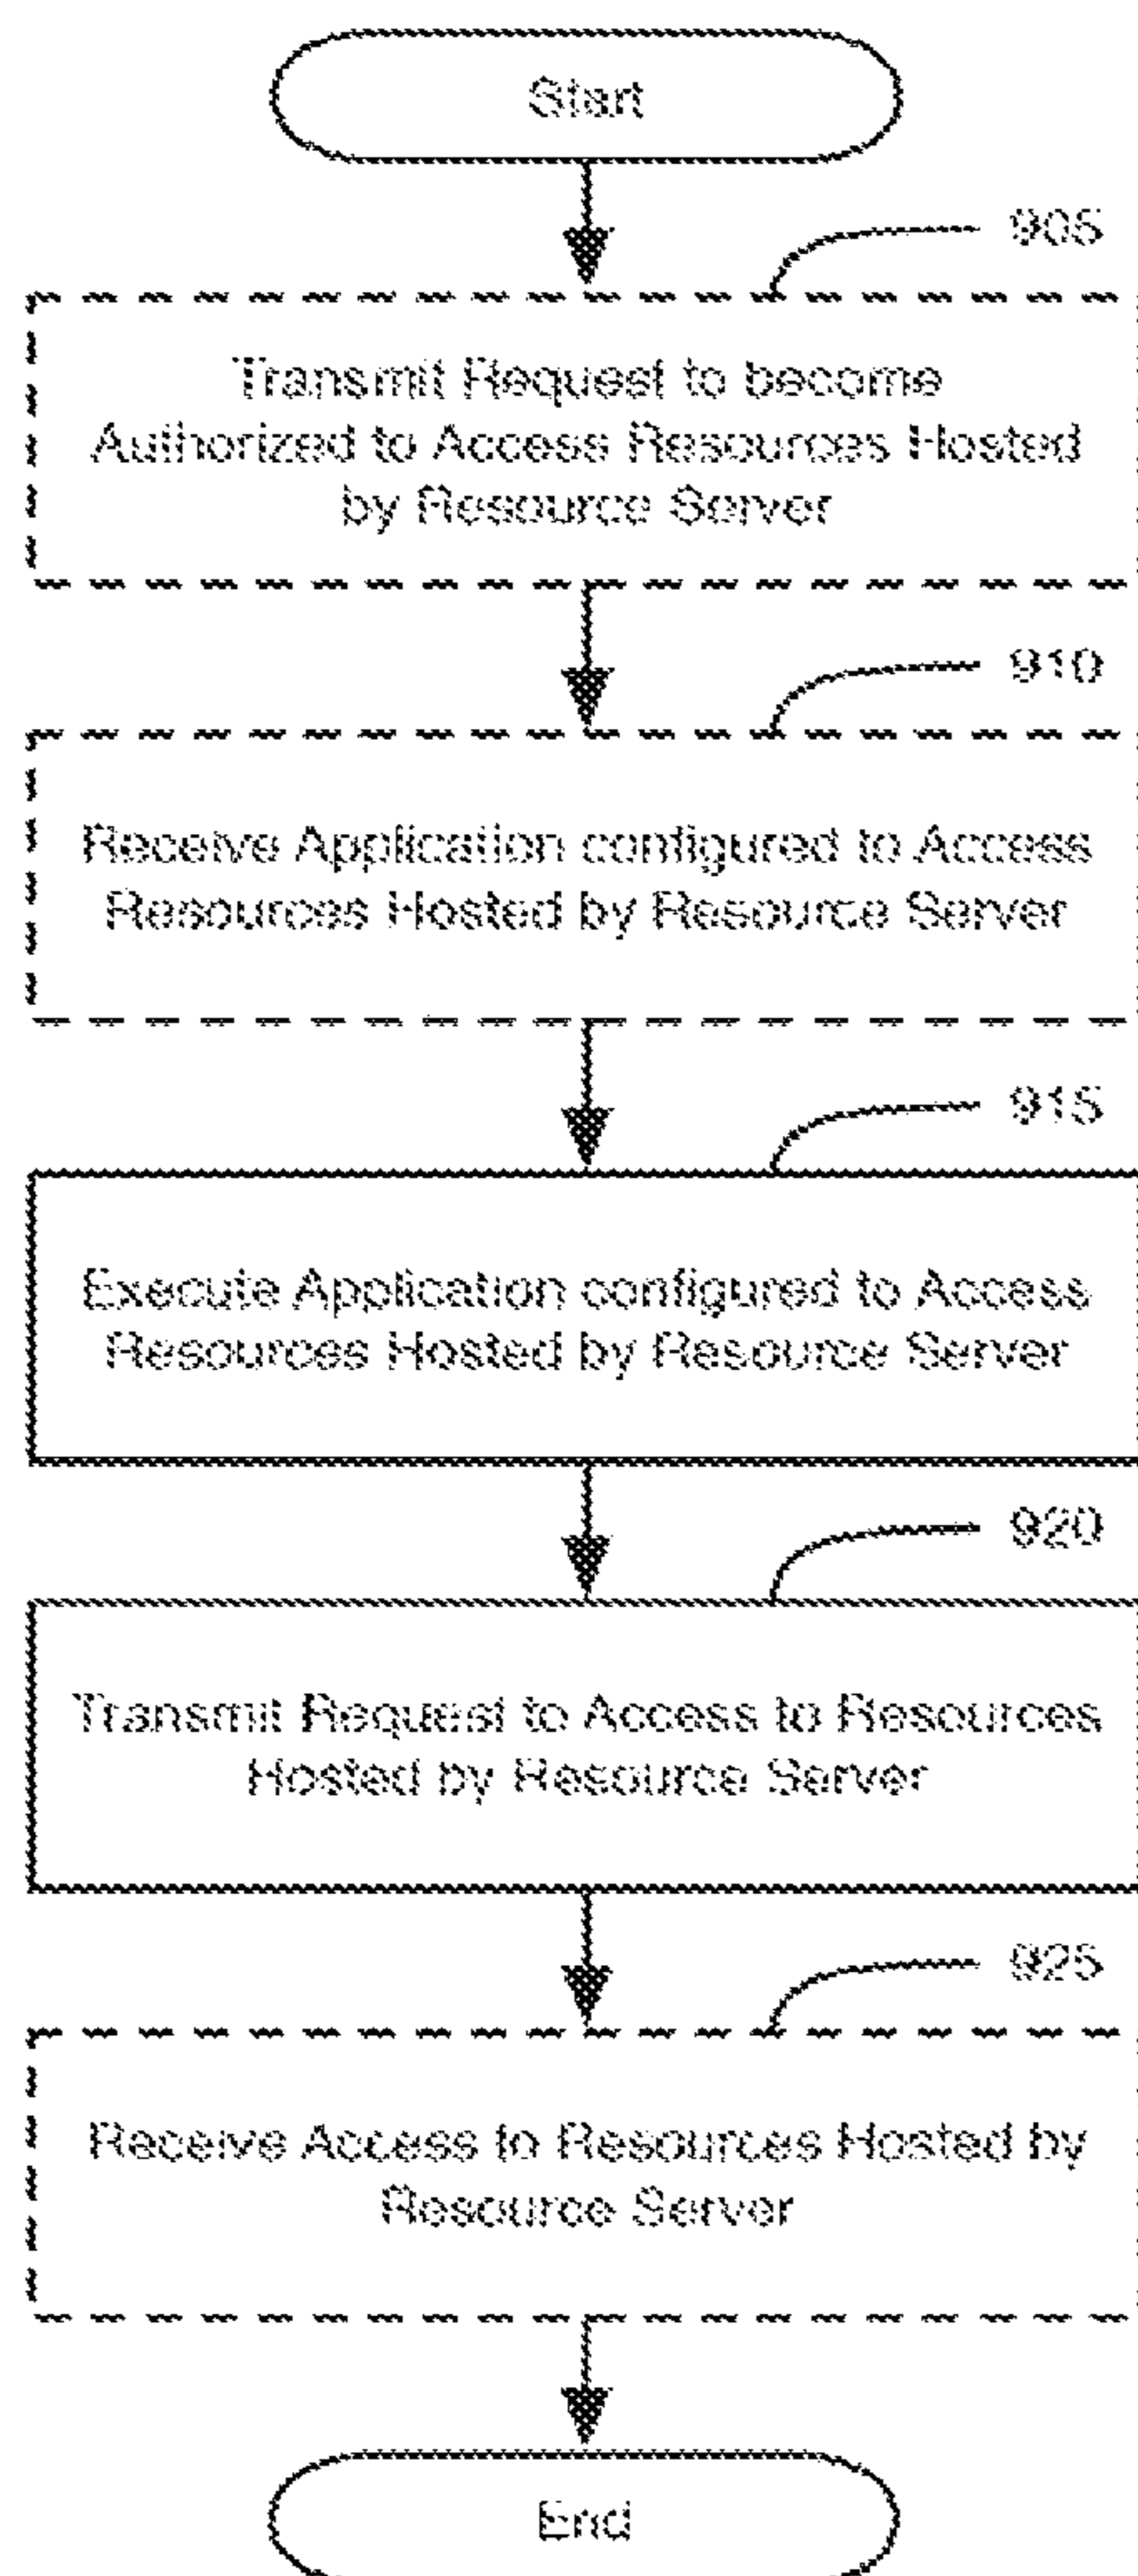 Start
905
Transmit Request to become
Authorized to Access Resources Hosted
by Resource Server
910
Receive Application configured to Access
Resources Hosted by Resource Server
915
Execute Application configured to Access
Resources Hosted by Resource Server
920
Transmit Request to Access to Resources
Hosted by Resource Server
925
Receive Access to Resources Hosted by
Resource Server
End